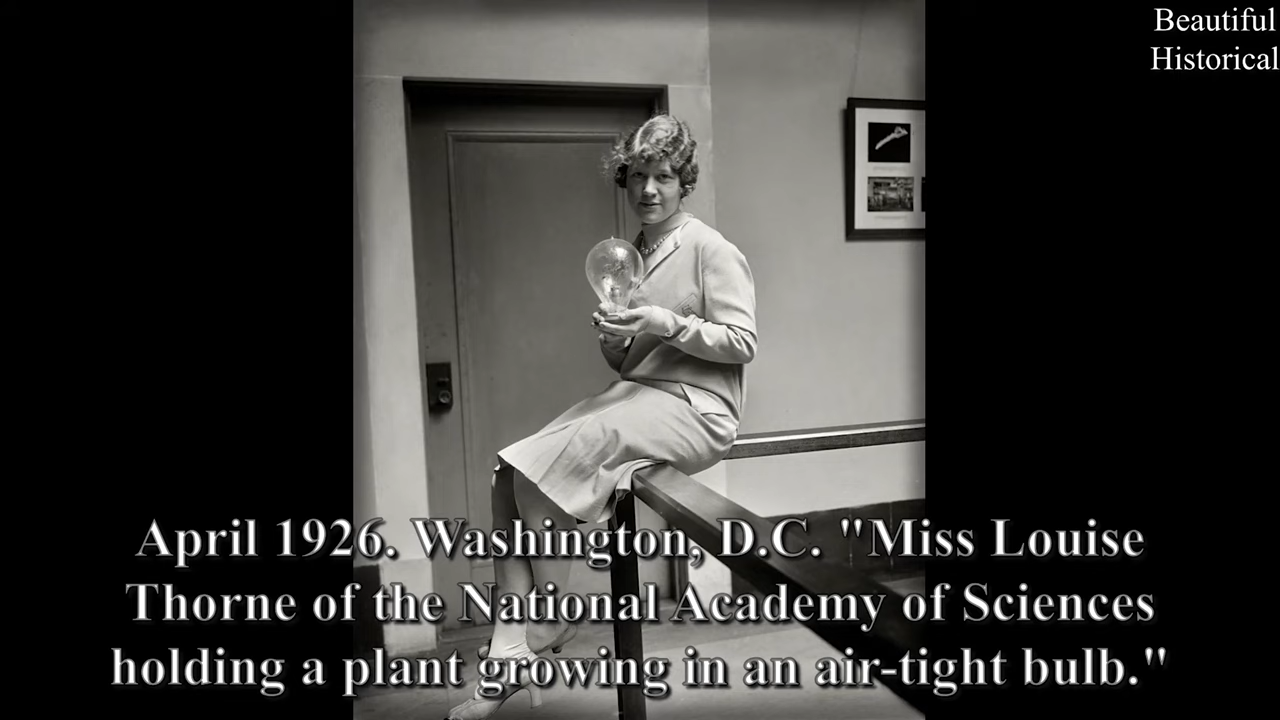 Beautiful
Historical
April 1926. Washington, D.C. "Miss Louise
Thorne of the National Academy of Sciences
holding a plant growing in an air-tight bulb."